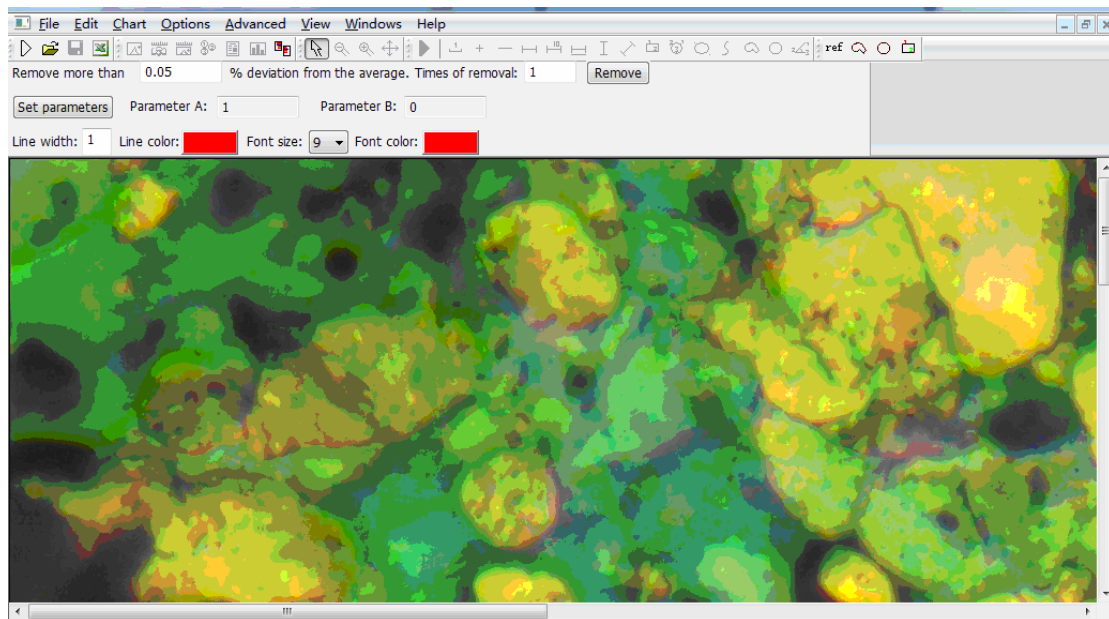 File Edit Chart Options Advanced View Windows Help
ref
Remove more than 0.05 % deviation from the average. Times of removal: 1 Remove
Set parameters Parameter A: 1 Parameter B: 0
Line width: 1 Line color: Font size: 9 Font color: